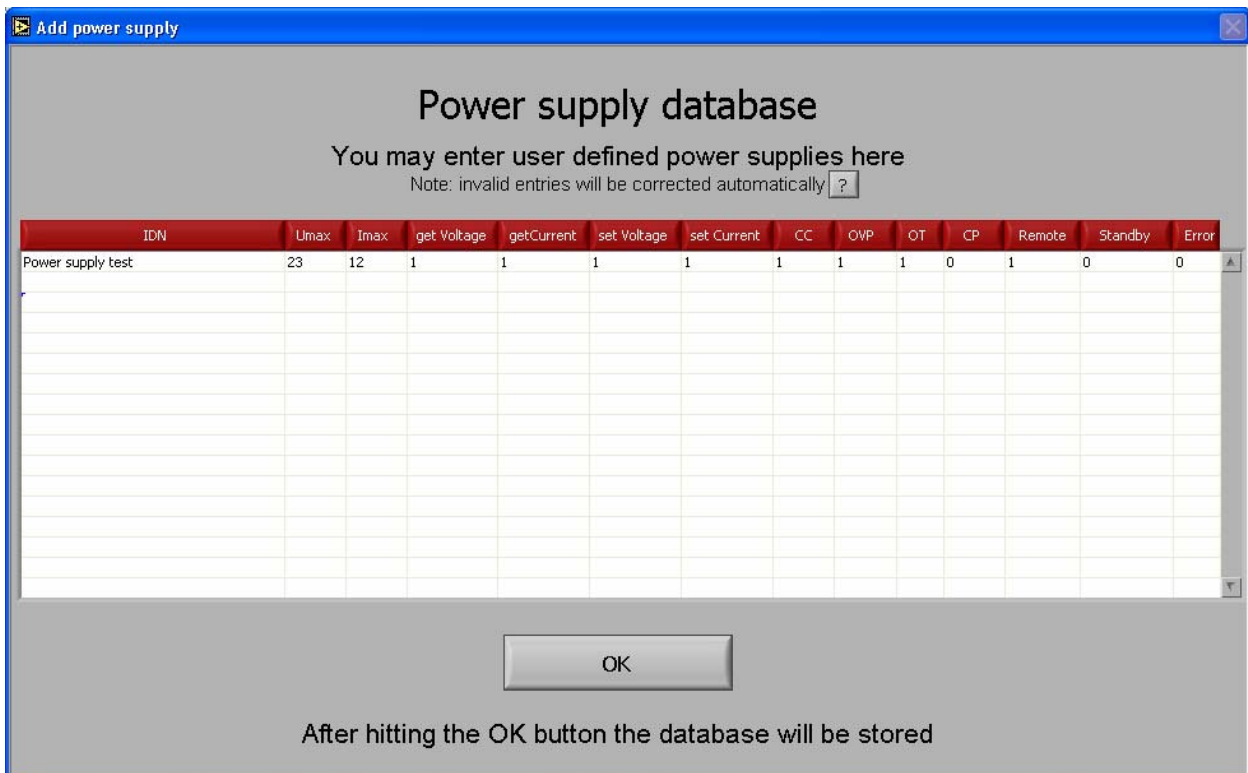 Add power supply
Power supply database
You may enter user defined power supplies here
Note: invalid entries will be corrected automatically ?
IDN Umax Imax get Voltage getCurrent set Voltage set Current CC OVP OT CP Remote Standby Error
Power supply test 23 12 1 1 1 1 1 1 1 0 1 0 0
OK
After hitting the OK button the database will be stored